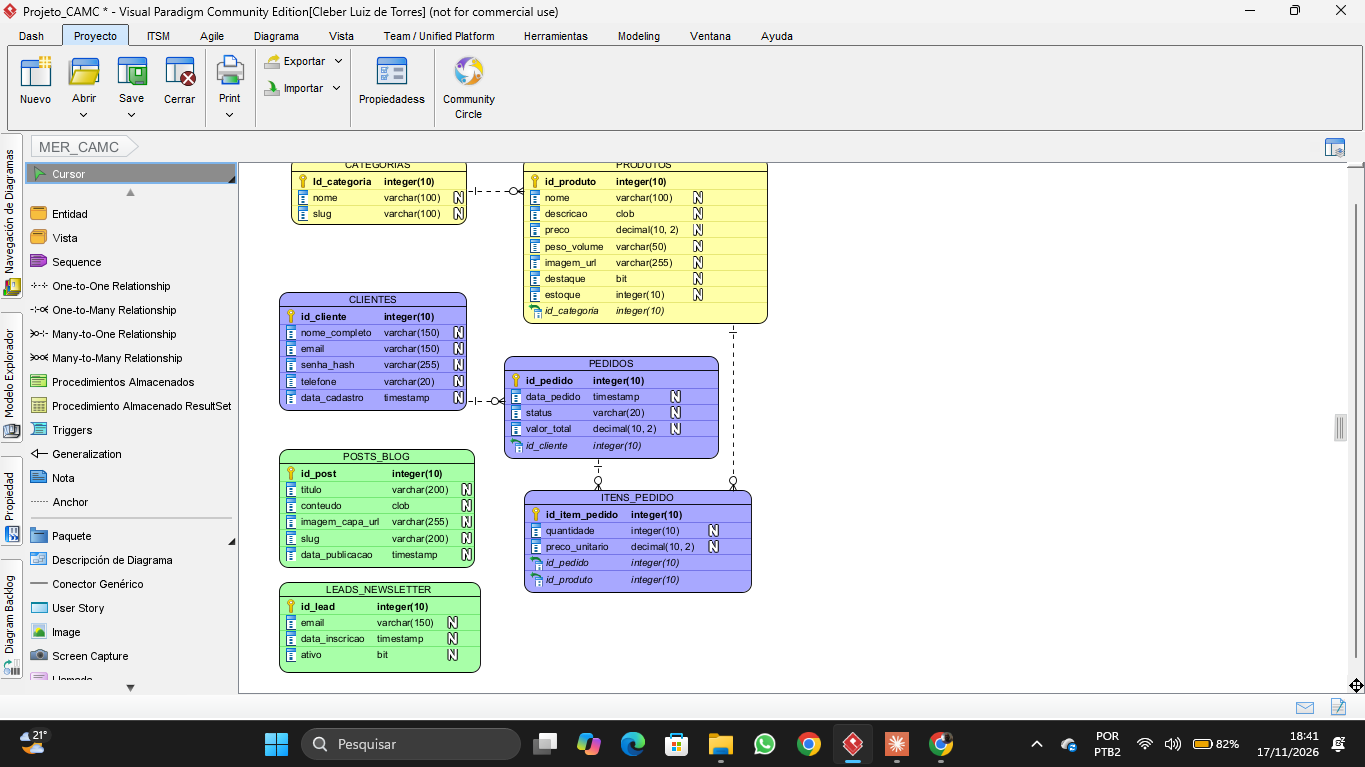 Projeto_CAMC * - Visual Paradigm Community Edition[Cleber Luiz de Torres] (not for commercial use)
Dash Proyecto ITSM Agile Diagrama Vista Team / Unified Platform Herramientas Modeling Ventana Ayuda
Nuevo Abrir Save Cerrar Print
Exportar
Importar
Propiedadess
Community
Circle
MER_CAMC
Navegación de Diagramas
Modelo Explorador
Propiedad
Diagram Backlog
Cursor
Entidad
Vista
Sequence
One-to-One Relationship
One-to-Many Relationship
Many-to-One Relationship
Many-to-Many Relationship
Procedimientos Almacenados
Procedimiento Almacenado ResultSet
Triggers
Generalization
Nota
Anchor
Paquete
Descripción de Diagrama
Conector Genérico
User Story
Image
Screen Capture
CATEGORIAS
Id_categoria integer(10)
nome varchar(100) N
slug varchar(100) N
PRODUTOS
id_produto integer(10)
nome varchar(100) N
descricao clob N
preco decimal(10, 2) N
peso_volume varchar(50) N
imagem_url varchar(255) N
destaque bit N
estoque integer(10) N
id_categoria integer(10)
CLIENTES
id_cliente integer(10)
nome_completo varchar(150) N
email varchar(150) N
senha_hash varchar(255) N
telefone varchar(20) N
data_cadastro timestamp N
PEDIDOS
id_pedido integer(10)
data_pedido timestamp N
status varchar(20) N
valor_total decimal(10, 2) N
id_cliente integer(10)
POSTS_BLOG
id_post integer(10)
titulo varchar(200) N
conteudo clob N
imagem_capa_url varchar(255) N
slug varchar(200) N
data_publicacao timestamp N
ITENS_PEDIDO
id_item_pedido integer(10)
quantidade integer(10) N
preco_unitario decimal(10, 2) N
id_pedido integer(10)
id_produto integer(10)
LEADS_NEWSLETTER
id_lead integer(10)
email varchar(150) N
data_inscricao timestamp N
ativo bit N
21°
Pesquisar
POR
PTB2
82%
18:41
17/11/2026